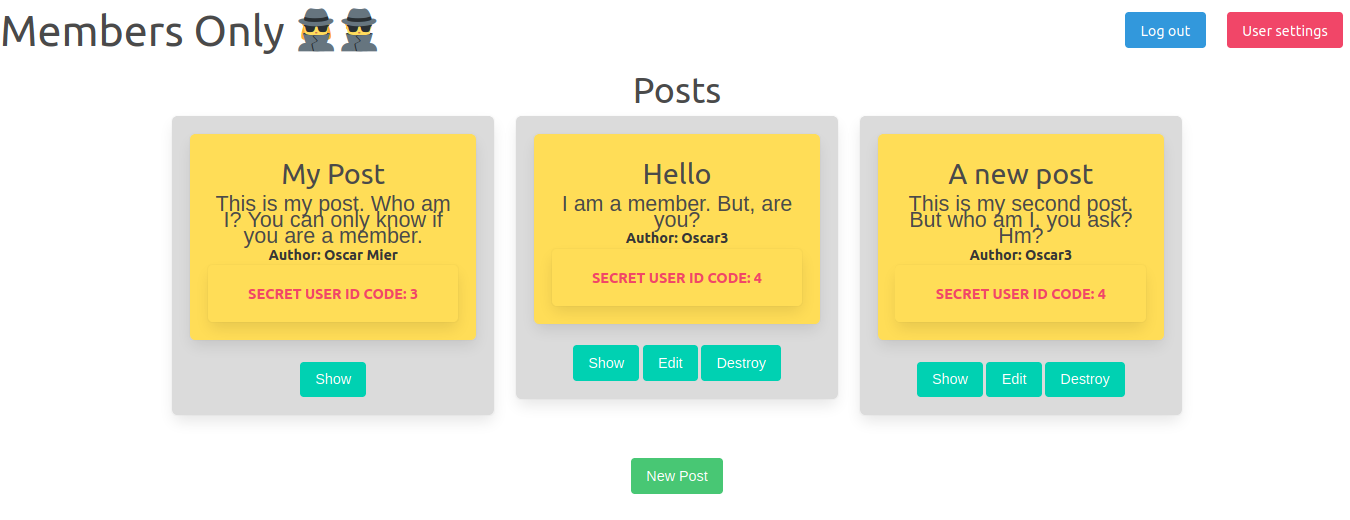 Members Only 🕵️‍♀️🕵️
Log out
User settings
Posts
My Post
This is my post. Who am
I? You can only know if
you are a member.
Author: Oscar Mier
SECRET USER ID CODE: 3
Show
Hello
I am a member. But, are
you?
Author: Oscar3
SECRET USER ID CODE: 4
Show Edit Destroy
A new post
This is my second post.
But who am I, you ask?
Hm?
Author: Oscar3
SECRET USER ID CODE: 4
Show Edit Destroy
New Post